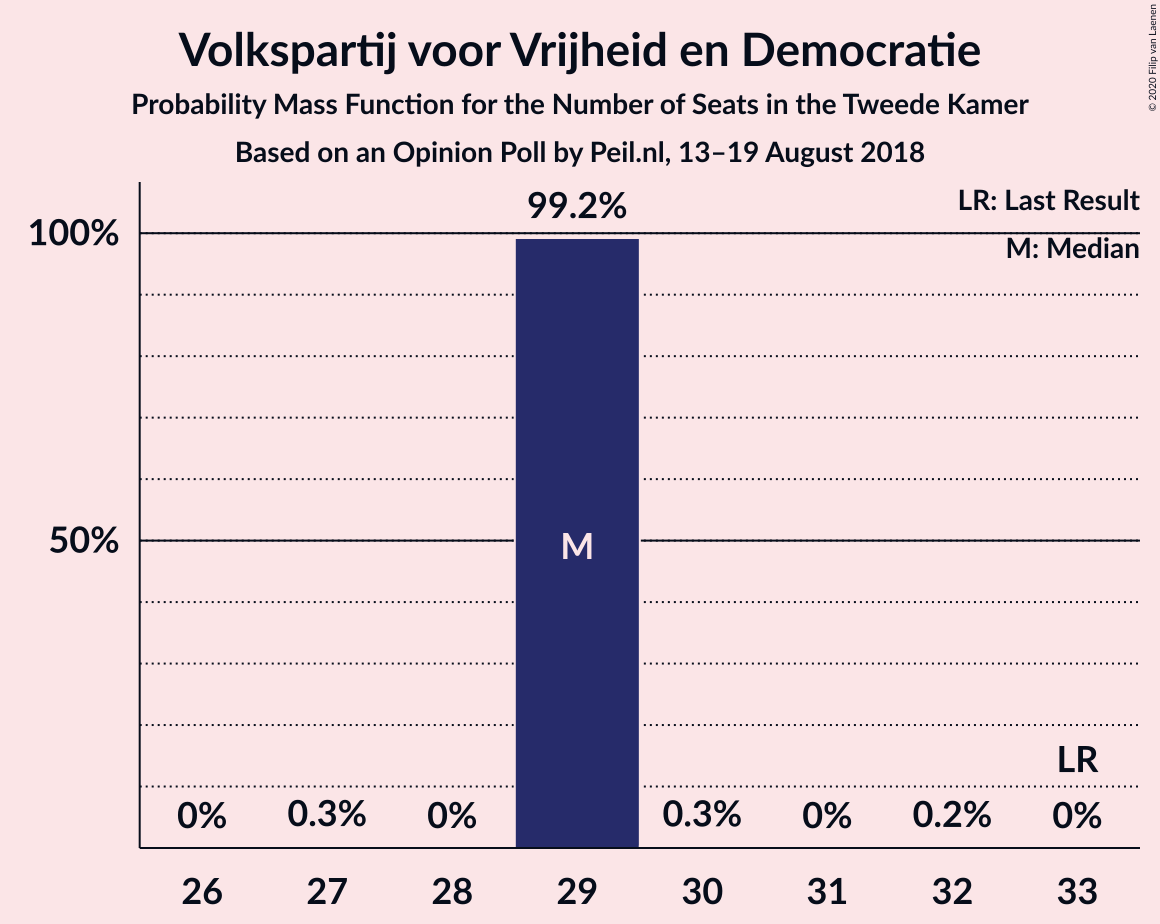 Volkspartij voor Vrijheid en Democratie
Probability Mass Function for the Number of Seats in the Tweede Kamer
Based on an Opinion Poll by Peil.nl, 13–19 August 2018
© 2020 Filip van Laenen
LR: Last Result
M: Median
100%
50%
99.2%
M
LR
0%
0.3%
0%
0.3%
0%
0.2%
0%
26
27
28
29
30
31
32
33